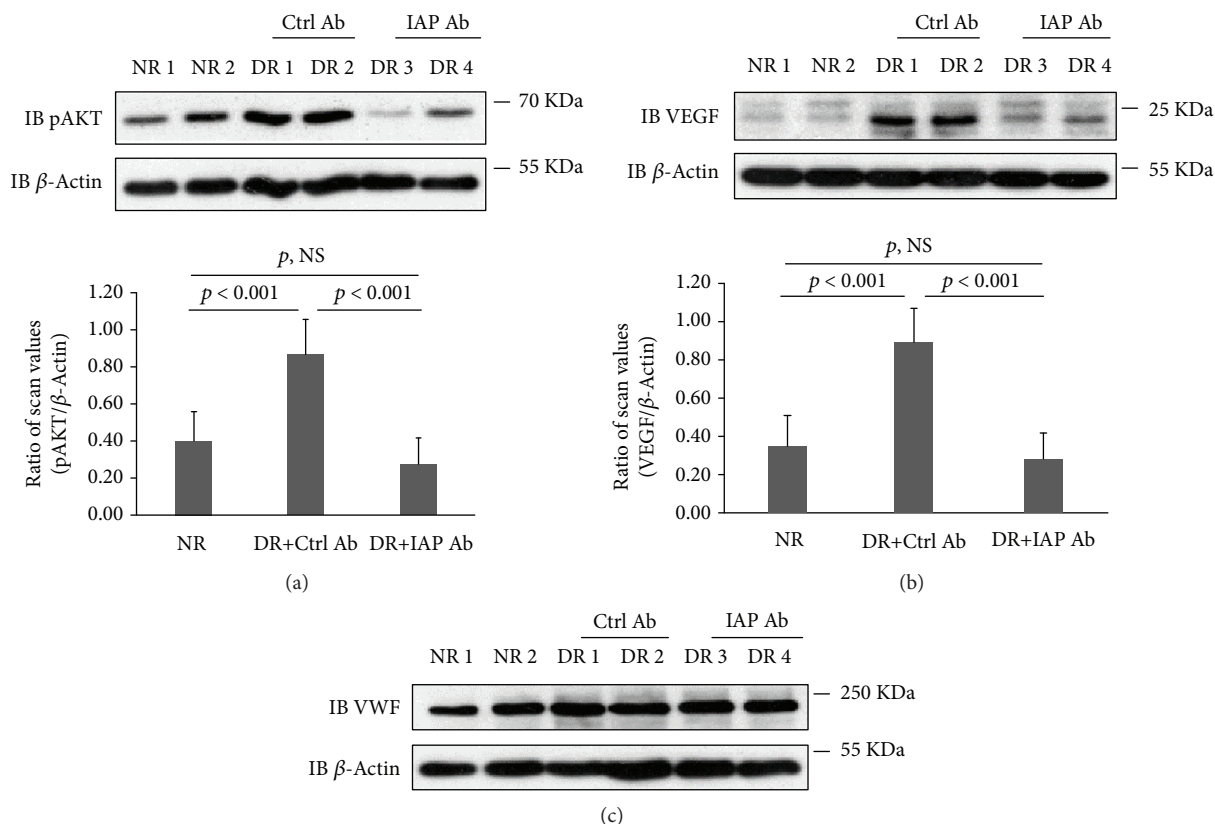 Ctrl Ab IAP Ab
NR 1 NR 2 DR 1 DR 2 DR 3 DR 4
IB pAKT
70 KDa
IB β-Actin
55 KDa
p, NS
p < 0.001 p < 0.001
Ratio of scan values
(pAKT/β-Actin)
1.20
1.00
0.80
0.60
0.40
0.20
0.00
NR DR+Ctrl Ab DR+IAP Ab
(a)
Ctrl Ab IAP Ab
NR 1 NR 2 DR 1 DR 2 DR 3 DR 4
IB VEGF
25 KDa
IB β-Actin
55 KDa
p, NS
p < 0.001 p < 0.001
Ratio of scan values
(VEGF/β-Actin)
1.20
1.00
0.80
0.60
0.40
0.20
0.00
NR DR+Ctrl Ab DR+IAP Ab
(b)
Ctrl Ab IAP Ab
NR 1 NR 2 DR 1 DR 2 DR 3 DR 4
IB VWF
250 KDa
IB β-Actin
55 KDa
(c)